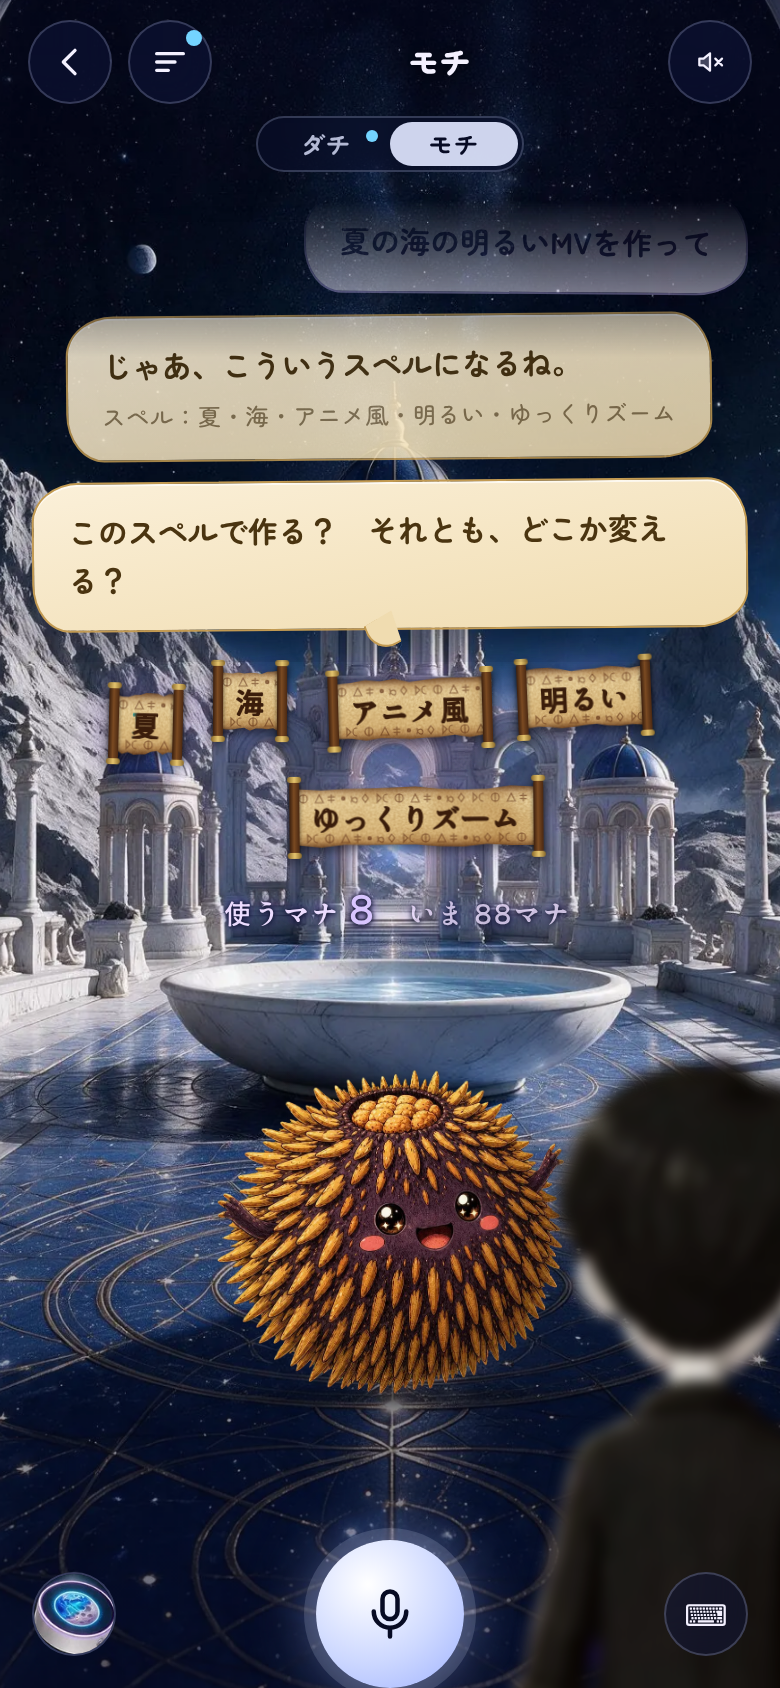 モチ
ダチ
モチ
夏の海の明るいMVを作って
じゃあ、こういうスペルになるね。
スペル：夏・海・アニメ風・明るい・ゆっくりズーム
このスペルで作る？　それとも、どこか変え
る？
夏
海
アニメ風
明るい
ゆっくりズーム
使うマナ 8　いま 88マナ